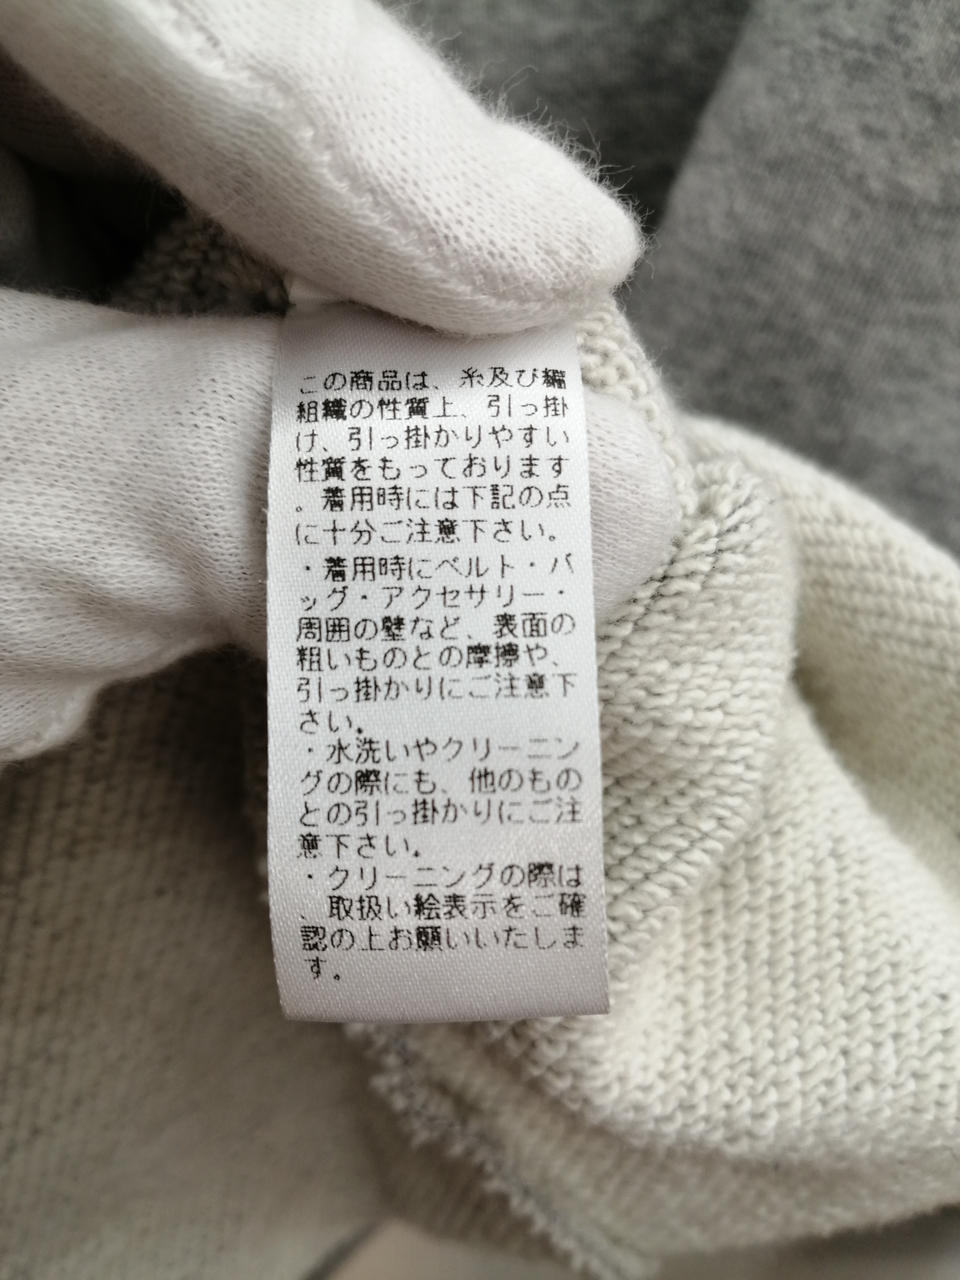 この商品は、糸及び編
組織の性質上、引っ掛
け、引っ掛かりやすい
性質をもっております
。着用時には下記の点
に十分ご注意下さい。
・着用時にベルト・バ
ッグ・アクセサリー・
周囲の壁など、表面の
粗いものとの摩擦や、
引っ掛かりにご注意下
さい。
・水洗いやクリーニン
グの際にも、他のもの
との引っ掛かりにご注
意下さい。
・クリーニングの際は
、取扱い絵表示をご確
認の上お願いいたしま
す。